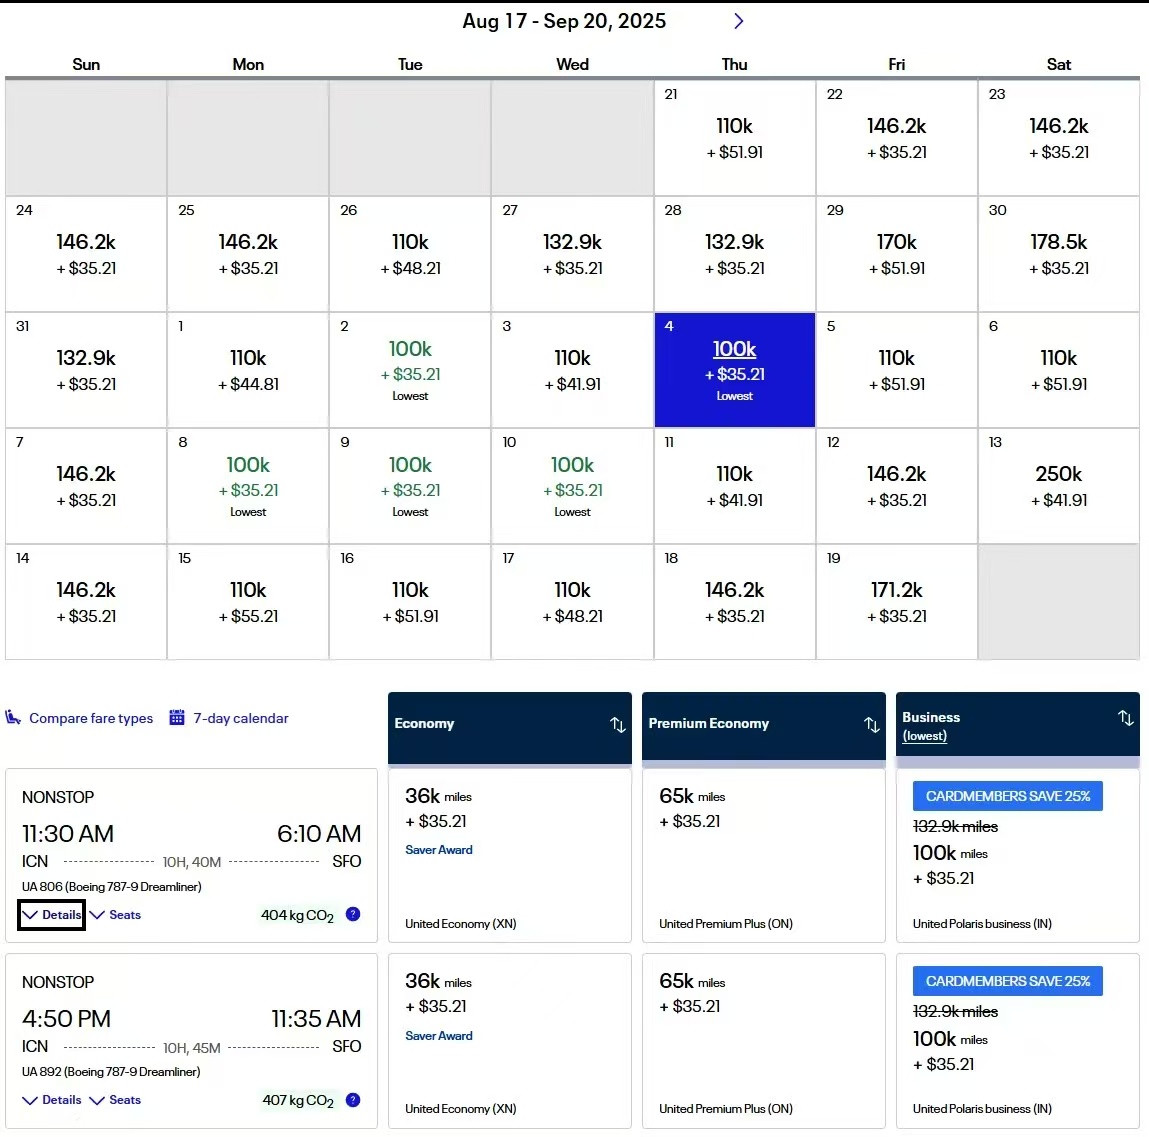 Aug 17 - Sep 20, 2025
Sun Mon Tue Wed Thu Fri Sat
21 22 23
110k 146.2k 146.2k
+ $51.91 + $35.21 + $35.21
24 25 26 27 28 29 30
146.2k 146.2k 110k 132.9k 132.9k 170k 178.5k
+ $35.21 + $35.21 + $48.21 + $35.21 + $35.21 + $51.91 + $35.21
31 1 2 3 4 5 6
132.9k 110k 100k 110k 100k 110k 110k
+ $35.21 + $44.81 + $35.21 + $41.91 + $35.21 + $51.91 + $51.91
Lowest Lowest
7 8 9 10 11 12 13
146.2k 100k 100k 100k 110k 146.2k 250k
+ $35.21 + $35.21 + $35.21 + $35.21 + $41.91 + $35.21 + $41.91
Lowest Lowest Lowest
14 15 16 17 18 19
146.2k 110k 110k 110k 146.2k 171.2k
+ $35.21 + $55.21 + $51.91 + $48.21 + $35.21 + $35.21
Compare fare types 7-day calendar
Economy
Premium Economy
Business
(lowest)
NONSTOP
11:30 AM 6:10 AM
ICN 10H, 40M SFO
UA 806 (Boeing 787-9 Dreamliner)
Details Seats 404 kg CO2 ?
36k miles
+ $35.21
Saver Award
United Economy (XN)
65k miles
+ $35.21
United Premium Plus (ON)
CARDMEMBERS SAVE 25%
132.9k miles
100k miles
+ $35.21
United Polaris business (IN)
NONSTOP
4:50 PM 11:35 AM
ICN 10H, 45M SFO
UA 892 (Boeing 787-9 Dreamliner)
Details Seats 407 kg CO2 ?
36k miles
+ $35.21
Saver Award
United Economy (XN)
65k miles
+ $35.21
United Premium Plus (ON)
CARDMEMBERS SAVE 25%
132.9k miles
100k miles
+ $35.21
United Polaris business (IN)